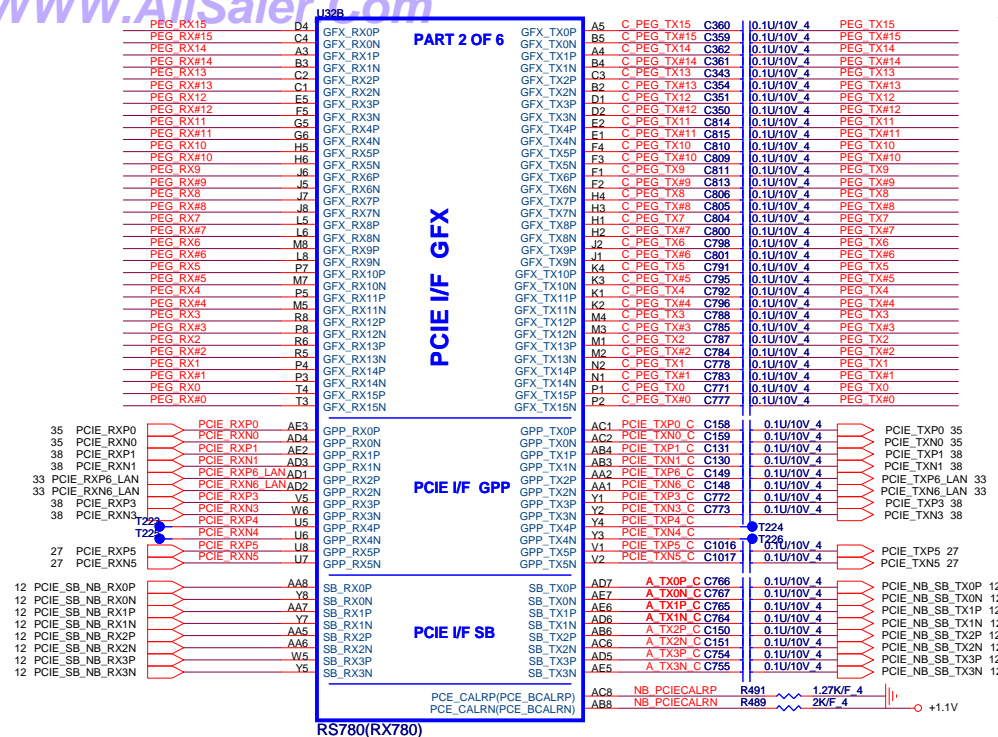 www.AllSaler.Com
U32B
PART 2 OF 6
PEG_RX15 D4 GFX_RX0P GFX_TX0P A5 C_PEG_TX15 C360 0.1U/10V_4 PEG_TX15
PEG_RX#15 C4 GFX_RX0N GFX_TX0N B5 C_PEG_TX#15 C359 0.1U/10V_4 PEG_TX#15
PEG_RX14 A3 GFX_RX1P GFX_TX1P A4 C_PEG_TX14 C362 0.1U/10V_4 PEG_TX14
PEG_RX#14 B3 GFX_RX1N GFX_TX1N B4 C_PEG_TX#14 C361 0.1U/10V_4 PEG_TX#14
PEG_RX13 C2 GFX_RX2P GFX_TX2P C3 C_PEG_TX13 C343 0.1U/10V_4 PEG_TX13
PEG_RX#13 C1 GFX_RX2N GFX_TX2N B2 C_PEG_TX#13 C354 0.1U/10V_4 PEG_TX#13
PEG_RX12 E5 GFX_RX3P GFX_TX3P D1 C_PEG_TX12 C351 0.1U/10V_4 PEG_TX12
PEG_RX#12 F5 GFX_RX3N GFX_TX3N D2 C_PEG_TX#12 C350 0.1U/10V_4 PEG_TX#12
PEG_RX11 G5 GFX_RX4P GFX_TX4P E2 C_PEG_TX11 C814 0.1U/10V_4 PEG_TX11
PEG_RX#11 G6 GFX_RX4N GFX_TX4N E1 C_PEG_TX#11 C815 0.1U/10V_4 PEG_TX#11
PEG_RX10 H5 GFX_RX5P GFX_TX5P F4 C_PEG_TX10 C810 0.1U/10V_4 PEG_TX10
PEG_RX#10 H6 GFX_RX5N GFX_TX5N F3 C_PEG_TX#10 C809 0.1U/10V_4 PEG_TX#10
PEG_RX9 J6 GFX_RX6P GFX_TX6P F1 C_PEG_TX9 C811 0.1U/10V_4 PEG_TX9
PEG_RX#9 J5 GFX_RX6N GFX_TX6N F2 C_PEG_TX#9 C813 0.1U/10V_4 PEG_TX#9
PEG_RX8 J7 GFX_RX7P GFX_TX7P H4 C_PEG_TX8 C806 0.1U/10V_4 PEG_TX8
PEG_RX#8 J8 GFX_RX7N GFX_TX7N H3 C_PEG_TX#8 C805 0.1U/10V_4 PEG_TX#8
PEG_RX7 L5 GFX_RX8P GFX_TX8P H1 C_PEG_TX7 C804 0.1U/10V_4 PEG_TX7
PEG_RX#7 L6 GFX_RX8N GFX_TX8N H2 C_PEG_TX#7 C800 0.1U/10V_4 PEG_TX#7
PEG_RX6 M8 GFX_RX9P GFX_TX9P J2 C_PEG_TX6 C798 0.1U/10V_4 PEG_TX6
PEG_RX#6 L8 GFX_RX9N GFX_TX9N J1 C_PEG_TX#6 C801 0.1U/10V_4 PEG_TX#6
PEG_RX5 P7 GFX_RX10P GFX_TX10P K4 C_PEG_TX5 C791 0.1U/10V_4 PEG_TX5
PEG_RX#5 M7 GFX_RX10N GFX_TX10N K3 C_PEG_TX#5 C795 0.1U/10V_4 PEG_TX#5
PEG_RX4 P5 GFX_RX11P GFX_TX11P K1 C_PEG_TX4 C792 0.1U/10V_4 PEG_TX4
PEG_RX#4 M5 GFX_RX11N GFX_TX11N K2 C_PEG_TX#4 C796 0.1U/10V_4 PEG_TX#4
PEG_RX3 R8 GFX_RX12P GFX_TX12P M4 C_PEG_TX3 C788 0.1U/10V_4 PEG_TX3
PEG_RX#3 P8 GFX_RX12N GFX_TX12N M3 C_PEG_TX#3 C785 0.1U/10V_4 PEG_TX#3
PEG_RX2 R6 GFX_RX13P GFX_TX13P M1 C_PEG_TX2 C787 0.1U/10V_4 PEG_TX2
PEG_RX#2 R5 GFX_RX13N GFX_TX13N M2 C_PEG_TX#2 C784 0.1U/10V_4 PEG_TX#2
PEG_RX1 P4 GFX_RX14P GFX_TX14P N2 C_PEG_TX1 C778 0.1U/10V_4 PEG_TX1
PEG_RX#1 P3 GFX_RX14N GFX_TX14N N1 C_PEG_TX#1 C783 0.1U/10V_4 PEG_TX#1
PEG_RX0 T4 GFX_RX15P GFX_TX15P P1 C_PEG_TX0 C771 0.1U/10V_4 PEG_TX0
PEG_RX#0 T3 GFX_RX15N GFX_TX15N P2 C_PEG_TX#0 C777 0.1U/10V_4 PEG_TX#0
PCIE I/F GFX
35 PCIE_RXP0 PCIE_RXP0 AE3 GPP_RX0P GPP_TX0P AC1 PCIE_TXP0_C C158 0.1U/10V_4 PCIE_TXP0 35
35 PCIE_RXN0 PCIE_RXN0 AD4 GPP_RX0N GPP_TX0N AC2 PCIE_TXN0_C C159 0.1U/10V_4 PCIE_TXN0 35
38 PCIE_RXP1 PCIE_RXP1 AE2 GPP_RX1P GPP_TX1P AB4 PCIE_TXP1_C C131 0.1U/10V_4 PCIE_TXP1 38
38 PCIE_RXN1 PCIE_RXN1 AD3 GPP_RX1N GPP_TX1N AB3 PCIE_TXN1_C C130 0.1U/10V_4 PCIE_TXN1 38
33 PCIE_RXP6_LAN PCIE_RXP6_LAN AD1 GPP_RX2P GPP_TX2P AA2 PCIE_TXP6_C C149 0.1U/10V_4 PCIE_TXP6_LAN 33
33 PCIE_RXN6_LAN PCIE_RXN6_LAN AD2 GPP_RX2N GPP_TX2N AA1 PCIE_TXN6_C C148 0.1U/10V_4 PCIE_TXN6_LAN 33
PCIE I/F GPP
38 PCIE_RXP3 PCIE_RXP3 V5 GPP_RX3P GPP_TX3P Y1 PCIE_TXP3_C C772 0.1U/10V_4 PCIE_TXP3 38
38 PCIE_RXN3 PCIE_RXN3 W6 GPP_RX3N GPP_TX3N Y2 PCIE_TXN3_C C773 0.1U/10V_4 PCIE_TXN3 38
T223 PCIE_RXP4 U5 GPP_RX4P GPP_TX4P Y4 PCIE_TXP4_C T224
PCIE_RXN4 U6 GPP_RX4N GPP_TX4N Y3 PCIE_TXN4_C T226
27 PCIE_RXP5 PCIE_RXP5 U8 GPP_RX5P GPP_TX5P V1 PCIE_TXP5_C C1016 0.1U/10V_4 PCIE_TXP5 27
27 PCIE_RXN5 PCIE_RXN5 U7 GPP_RX5N GPP_TX5N V2 PCIE_TXN5_C C1017 0.1U/10V_4 PCIE_TXN5 27
12 PCIE_SB_NB_RX0P AA8 SB_RX0P SB_TX0P AD7 A_TX0P_C C766 0.1U/10V_4 PCIE_NB_SB_TX0P 12
12 PCIE_SB_NB_RX0N Y8 SB_RX0N SB_TX0N AE7 A_TX0N_C C767 0.1U/10V_4 PCIE_NB_SB_TX0N 12
12 PCIE_SB_NB_RX1P AA7 SB_RX1P SB_TX1P AE6 A_TX1P_C C765 0.1U/10V_4 PCIE_NB_SB_TX1P 12
12 PCIE_SB_NB_RX1N Y7 SB_RX1N SB_TX1N AD6 A_TX1N_C C764 0.1U/10V_4 PCIE_NB_SB_TX1N 12
12 PCIE_SB_NB_RX2P AA5 SB_RX2P PCIE I/F SB SB_TX2P AB6 A_TX2P_C C150 0.1U/10V_4 PCIE_NB_SB_TX2P 12
12 PCIE_SB_NB_RX2N AA6 SB_RX2N SB_TX2N AC6 A_TX2N_C C151 0.1U/10V_4 PCIE_NB_SB_TX2N 12
12 PCIE_SB_NB_RX3P W5 SB_RX3P SB_TX3P AD5 A_TX3P_C C754 0.1U/10V_4 PCIE_NB_SB_TX3P 12
12 PCIE_SB_NB_RX3N Y5 SB_RX3N SB_TX3N AE5 A_TX3N_C C755 0.1U/10V_4 PCIE_NB_SB_TX3N 12
PCE_CALRP(PCE_BCALRP) AC8 NB_PCIECALRP R491 1.27K/F_4
PCE_CALRN(PCE_BCALRN) AB8 NB_PCIECALRN R489 2K/F_4 +1.1V
RS780(RX780)